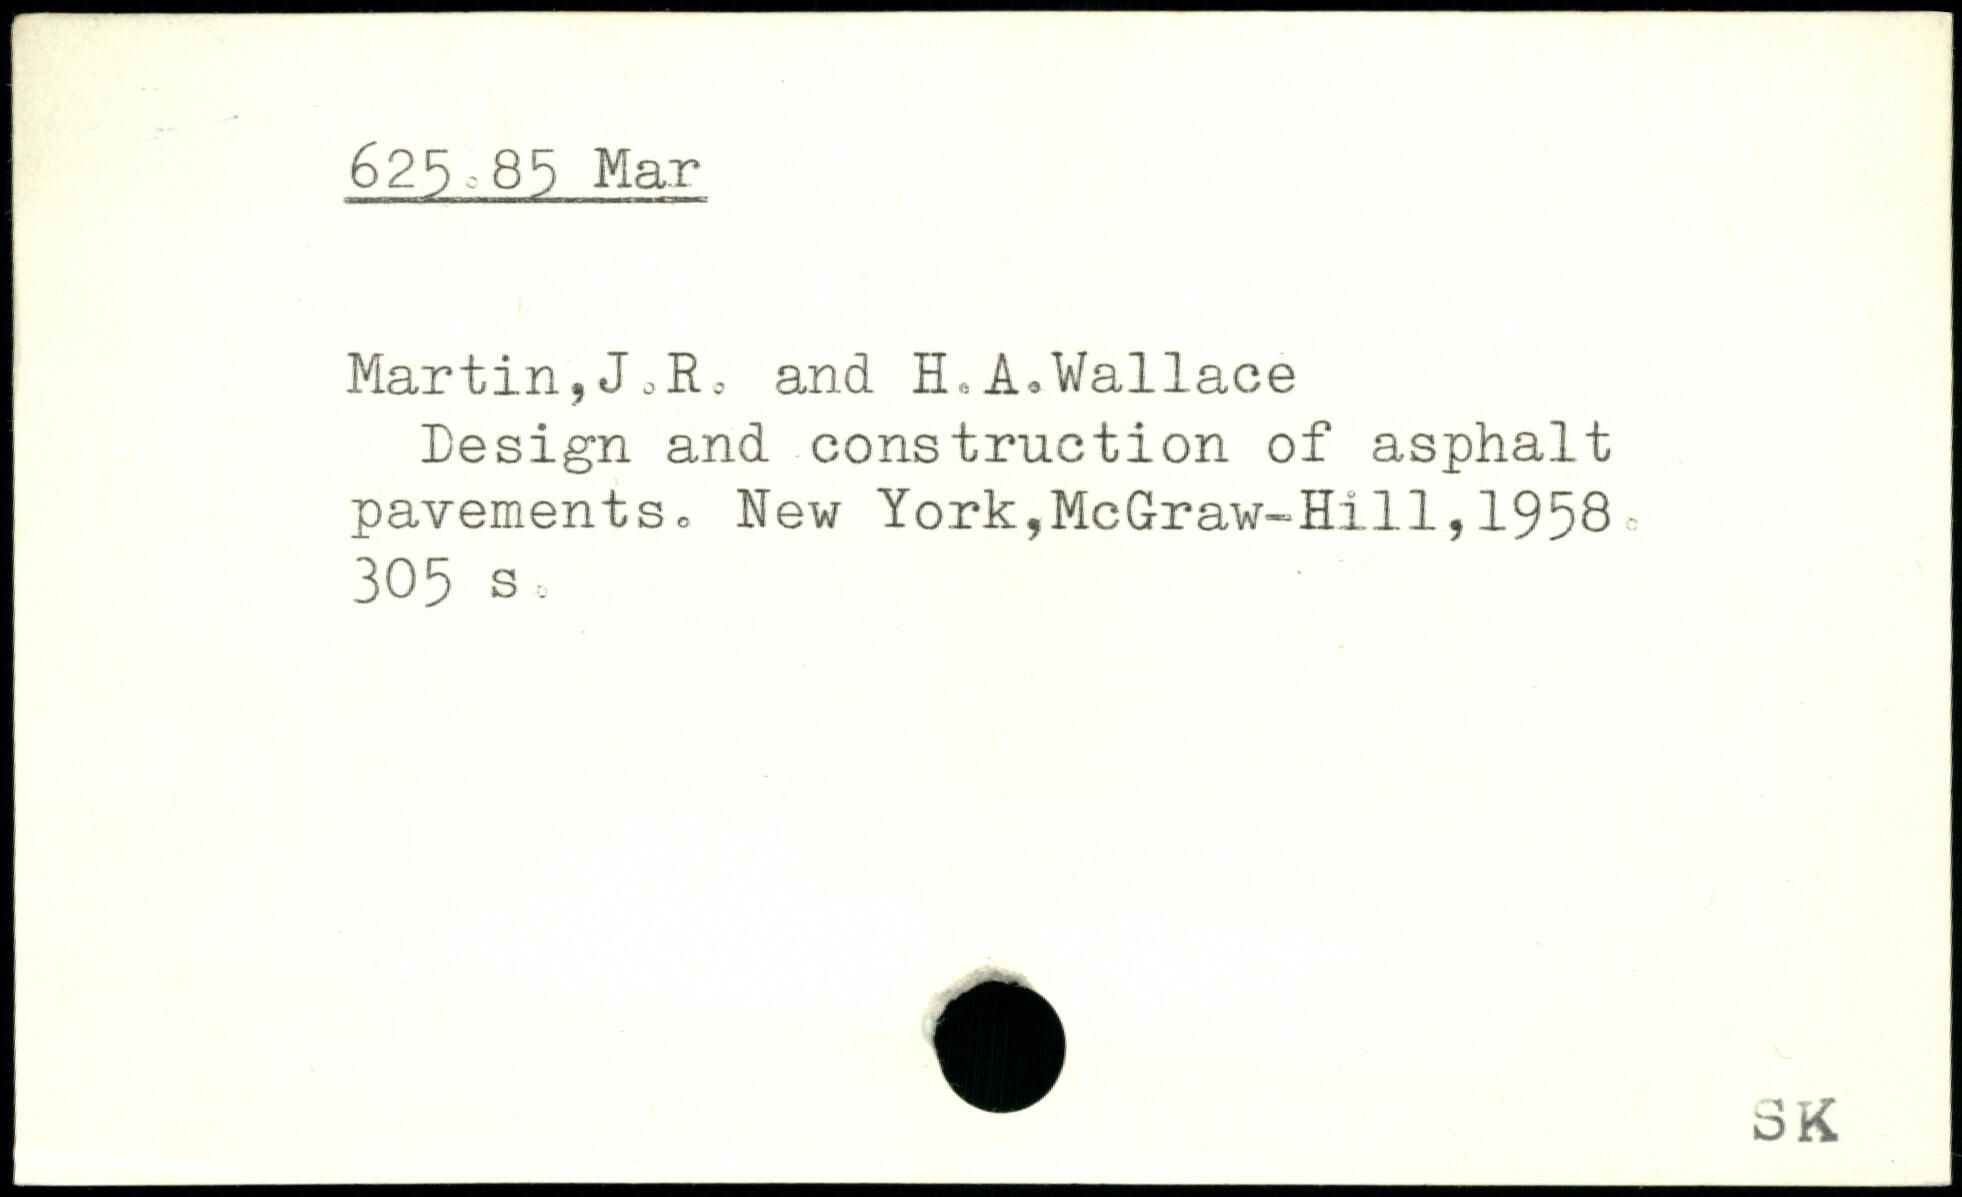 625.85 Mar
Martin,J.R. and H.A.Wallace
Design and construction of asphalt
pavements. New York,McGraw-Hill,1958.
305 s.
SK